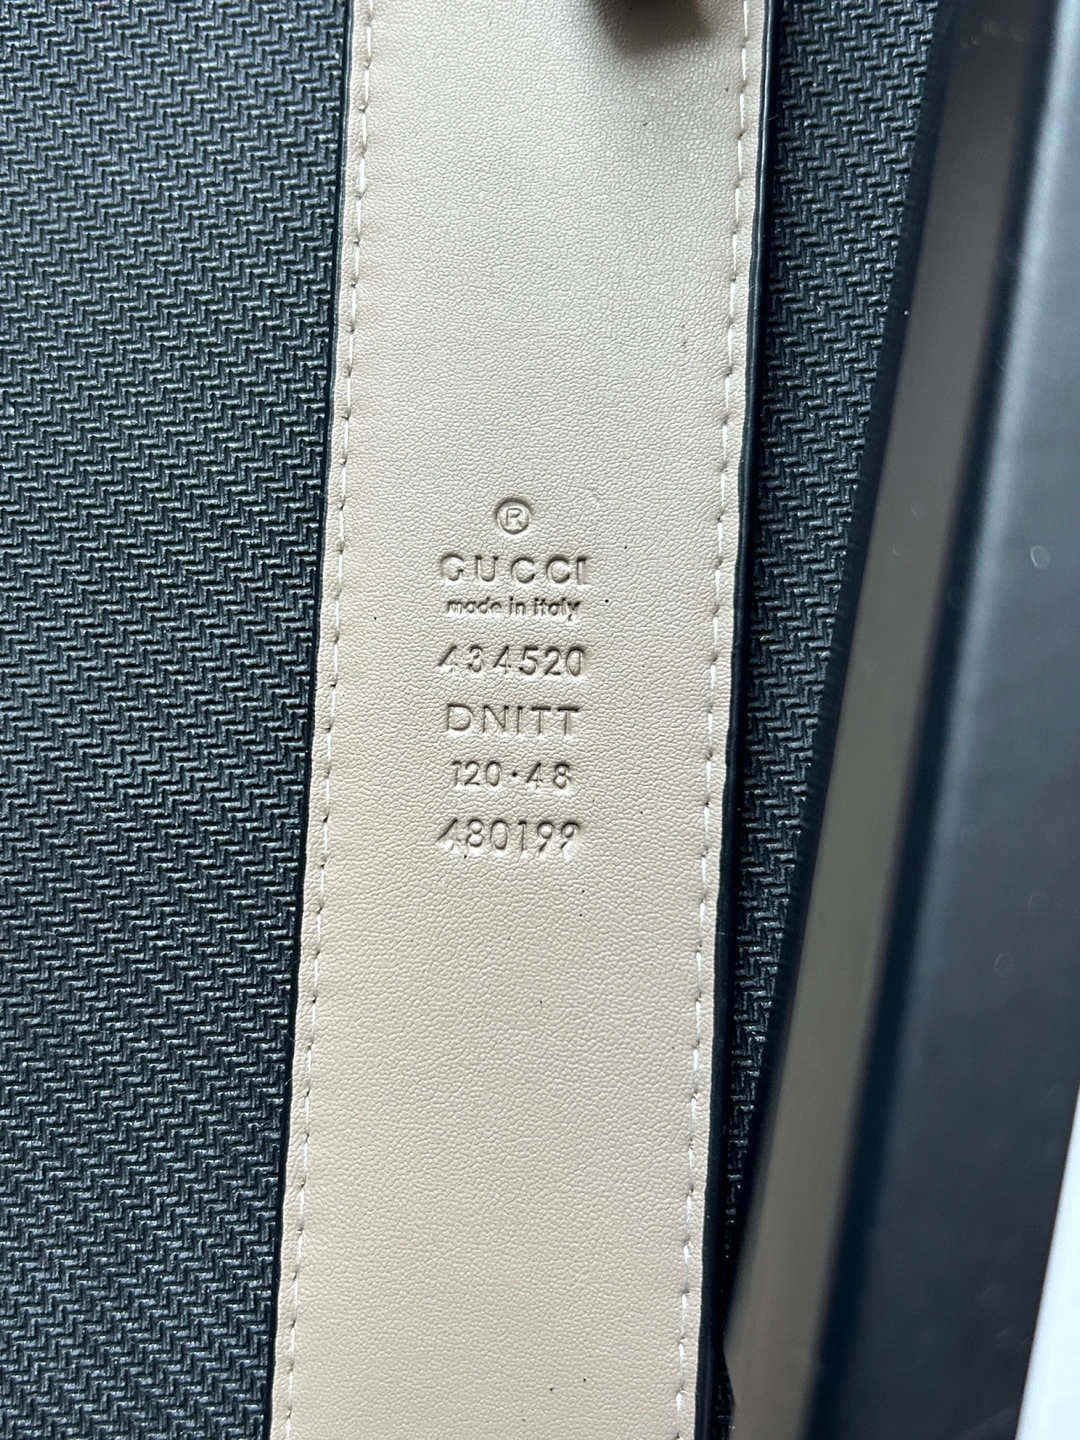 ®
GUCCI
made in italy
434520
DNITT
120·48
480199